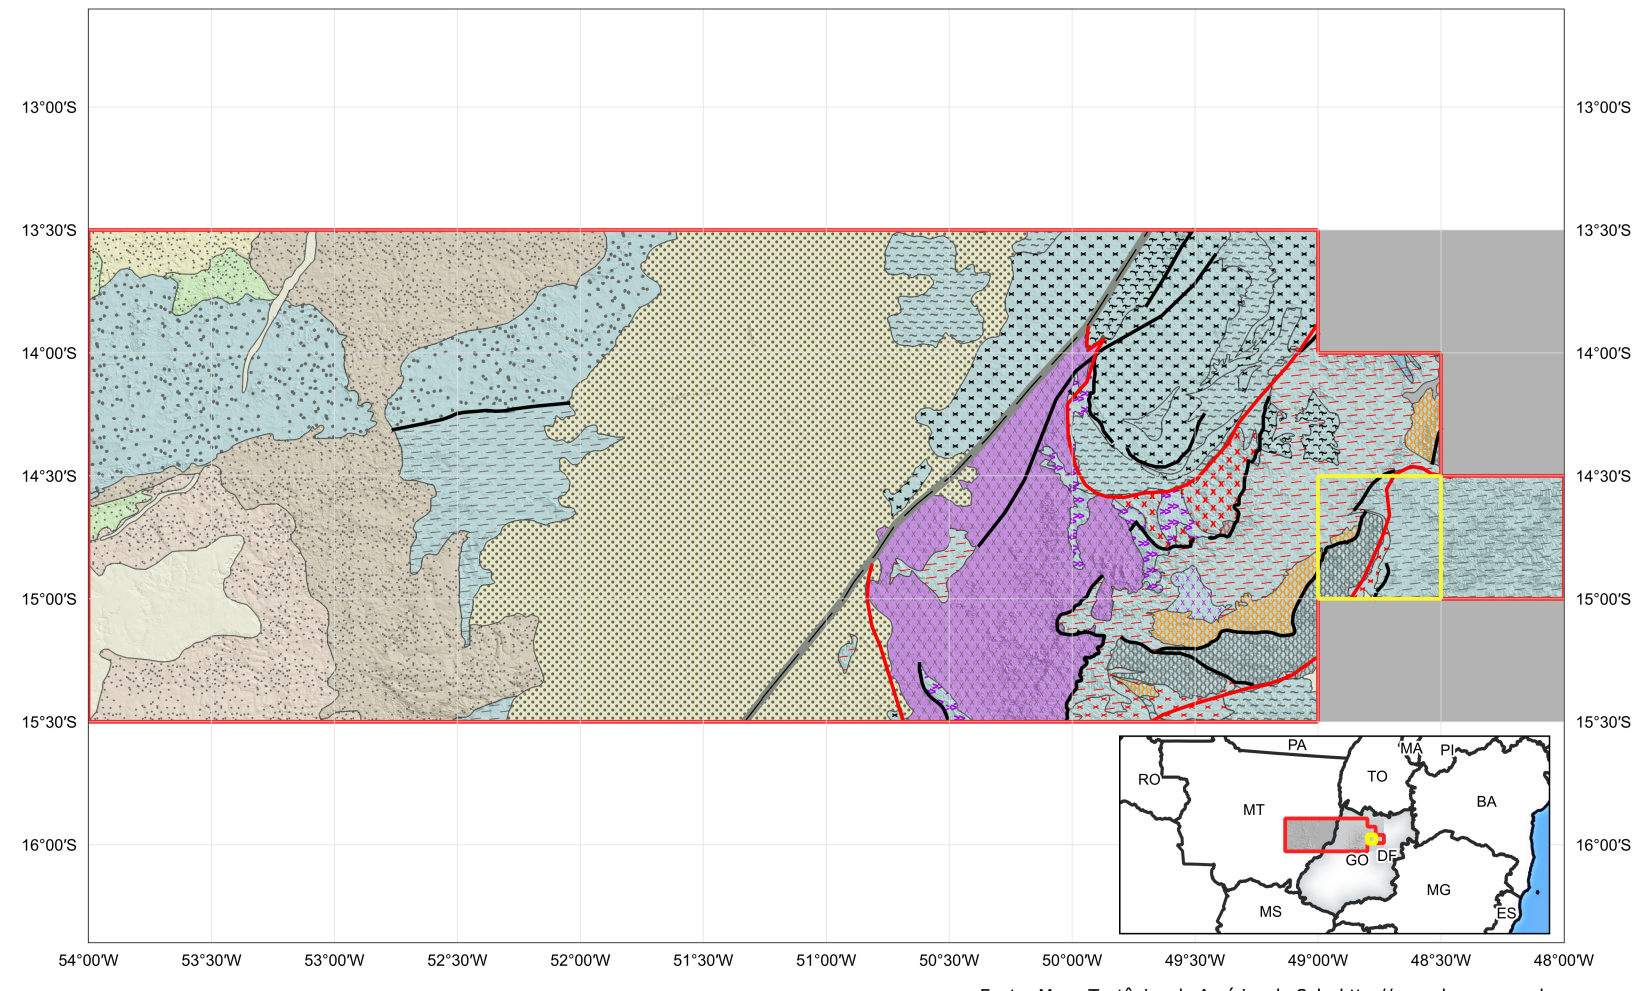 13°00'S 13°00'S
13°30'S 13°30'S
14°00'S 14°00'S
14°30'S 14°30'S
15°00'S 15°00'S
15°30'S 15°30'S
PA MA PI
RO TO
MT BA
16°00'S 16°00'S
GO DF
MG
MS ES
54°00'W 53°30'W 53°00'W 52°30'W 52°00'W 51°30'W 51°00'W 50°30'W 50°00'W 49°30'W 49°00'W 48°30'W 48°00'W